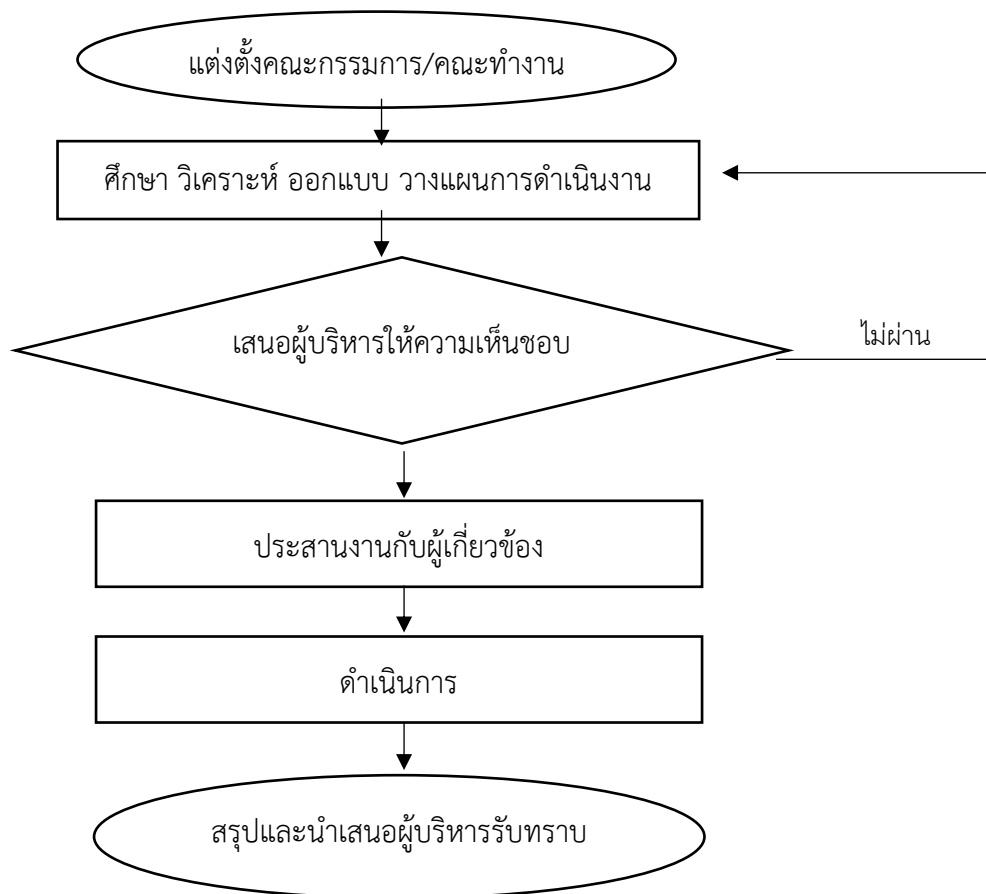 แต่งตั้งคณะกรรมการ/คณะทำงาน
ศึกษา วิเคราะห์ ออกแบบ วางแผนการดำเนินงาน
เสนอผู้บริหารให้ความเห็นชอบ
ไม่ผ่าน
ประสานงานกับผู้เกี่ยวข้อง
ดำเนินการ
สรุปและนำเสนอผู้บริหารรับทราบ